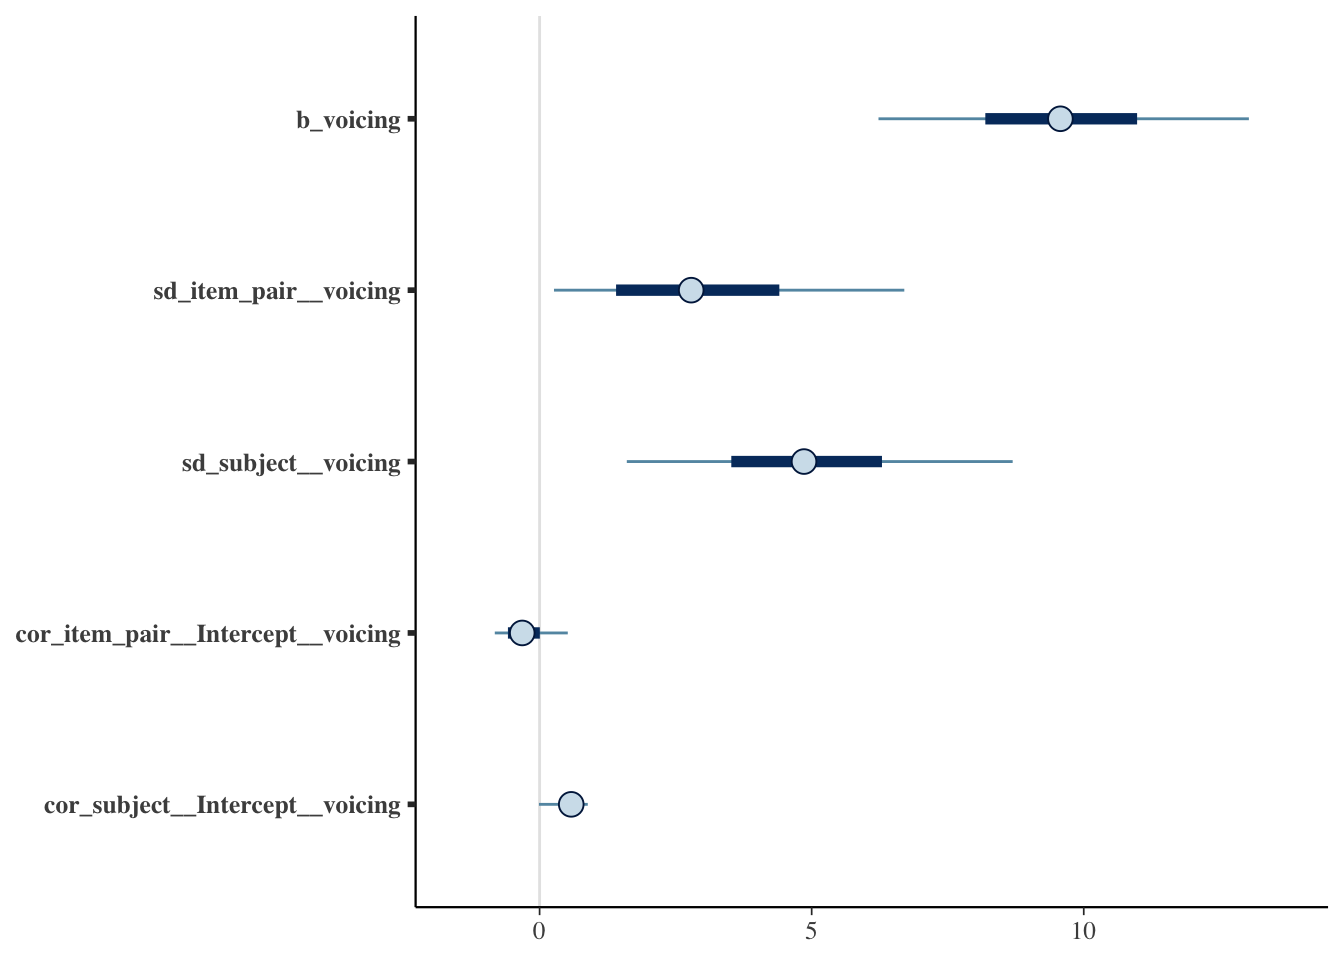 b_voicing
sd_item_pair__voicing
sd_subject__voicing
cor_item_pair__Intercept__voicing
cor_subject__Intercept__voicing
0 5 10